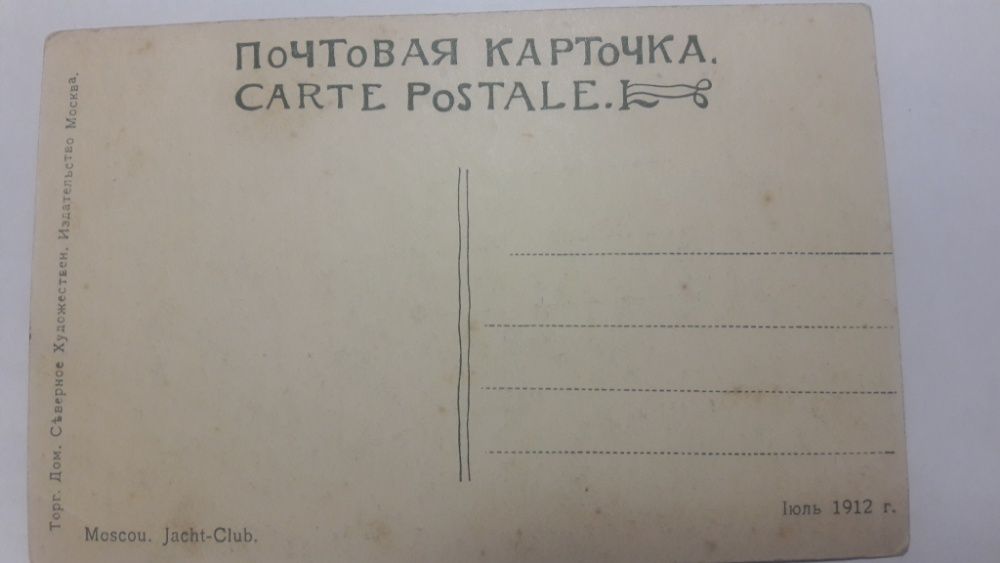 ПОЧТОВАЯ КАРТОЧКА.
CARTE POSTALE.
Торг. Дом. Сѣверное Художествен. Издательство Москва.
Іюль 1912 г.
Moscou. Jacht-Club.